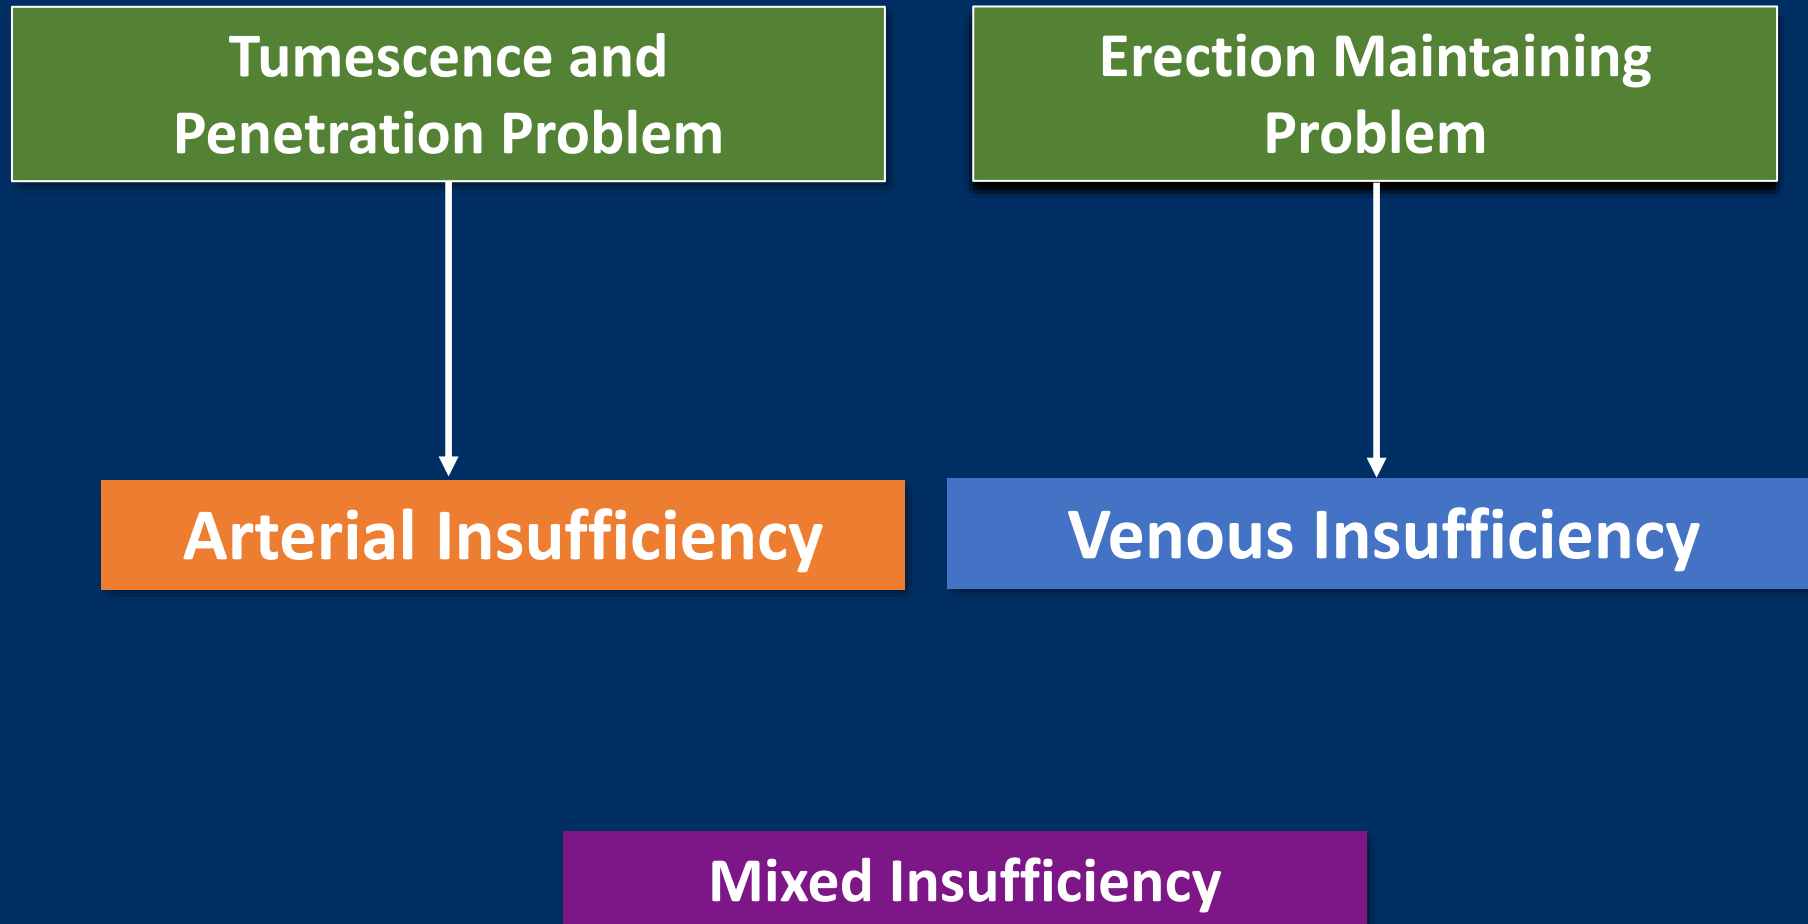 Tumescence and
Penetration Problem
Erection Maintaining
Problem
Arterial Insufficiency
Venous Insufficiency
Mixed Insufficiency